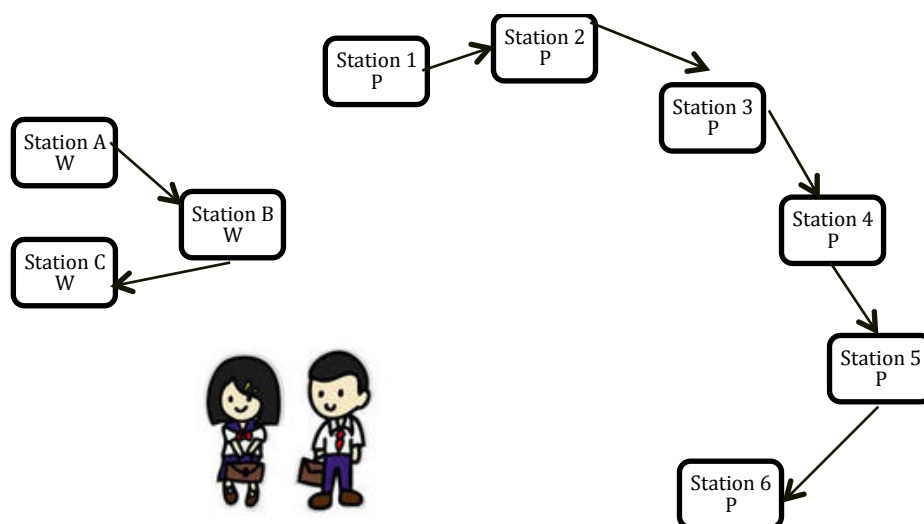 Station 1
P
Station 2
P
Station 3
P
Station 4
P
Station 5
P
Station 6
P
Station A
W
Station B
W
Station C
W